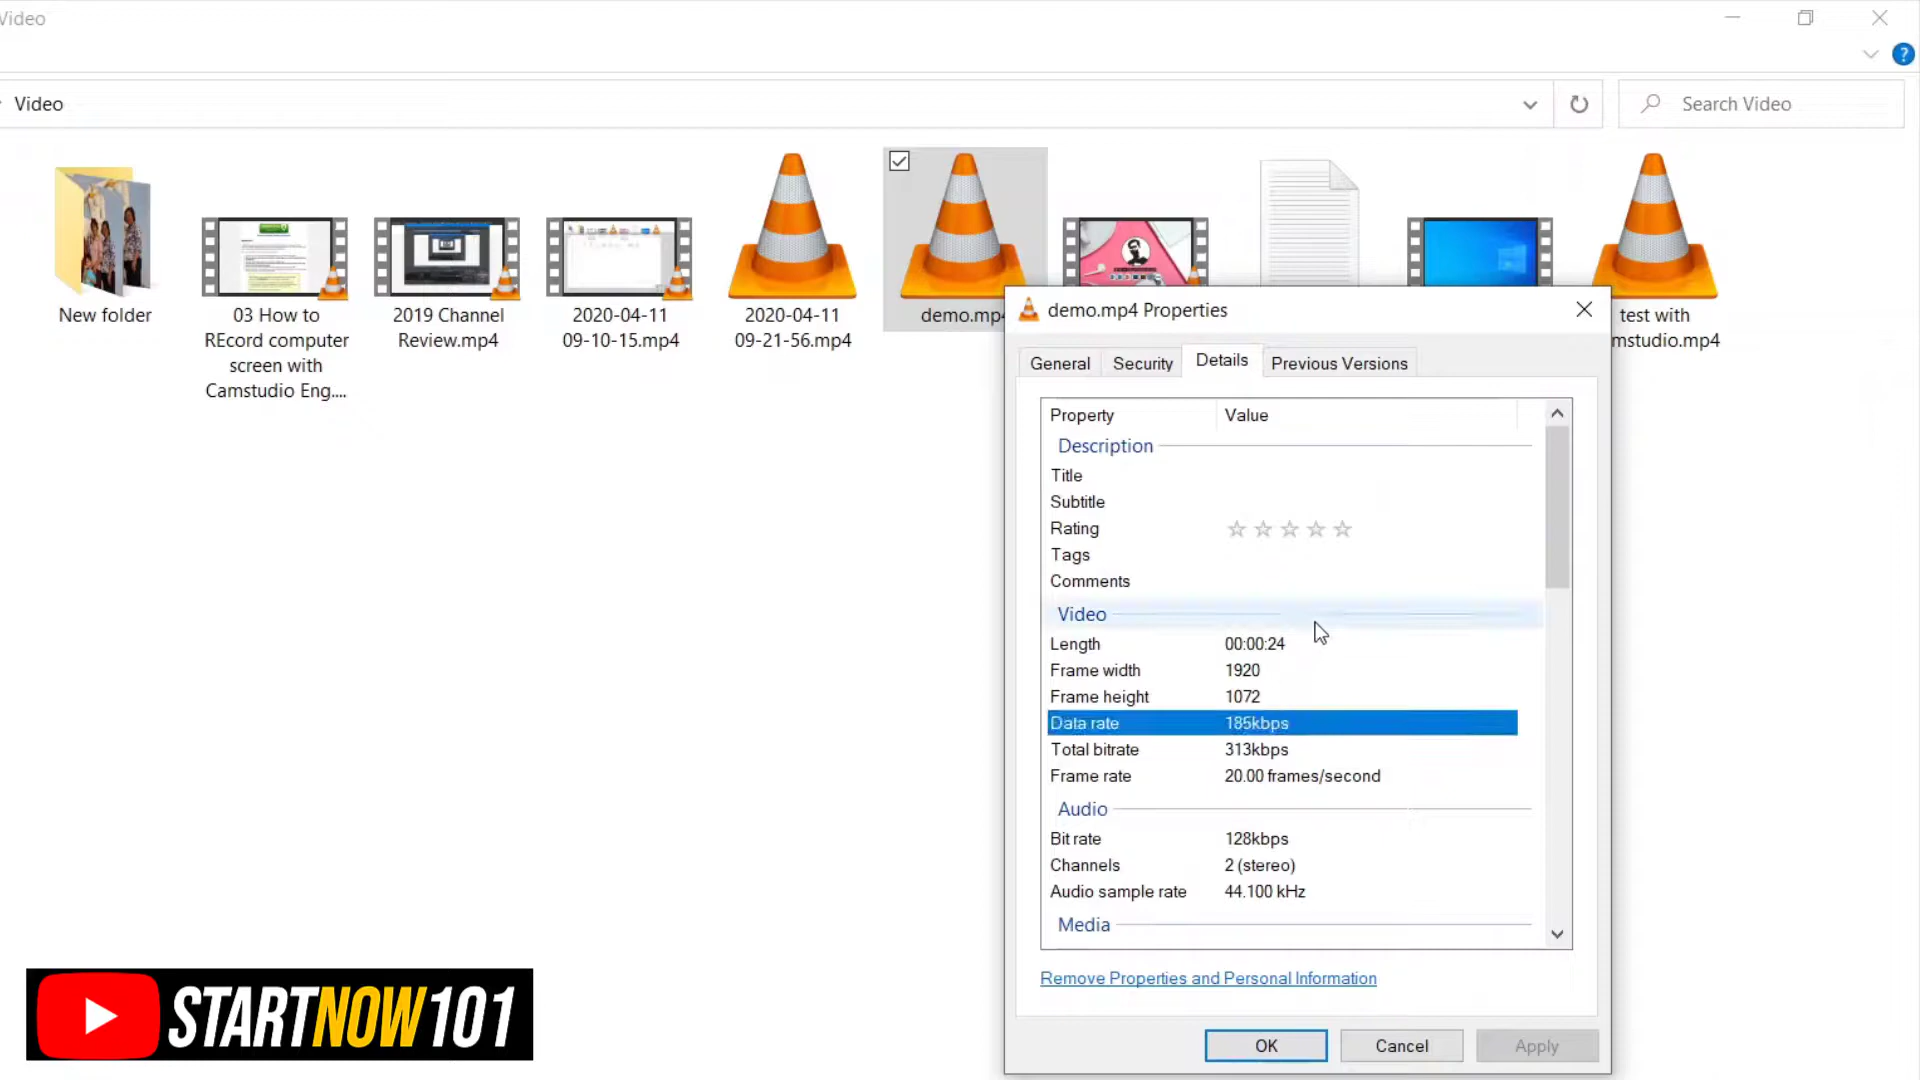 Video
?
Video
Search Video
New folder
03 How to
REcord computer
screen with
Camstudio Eng....
2019 Channel
Review.mp4
2020-04-11
09-10-15.mp4
2020-04-11
09-21-56.mp4
demo.mp4
test with
mstudio.mp4
demo.mp4 Properties
General Security Details Previous Versions
Property Value
Description
Title
Subtitle
Rating
Tags
Comments
Video
Length 00:00:24
Frame width 1920
Frame height 1072
Data rate 185kbps
Total bitrate 313kbps
Frame rate 20.00 frames/second
Audio
Bit rate 128kbps
Channels 2 (stereo)
Audio sample rate 44.100 kHz
Media
Remove Properties and Personal Information
OK Cancel Apply
STARTNOW101